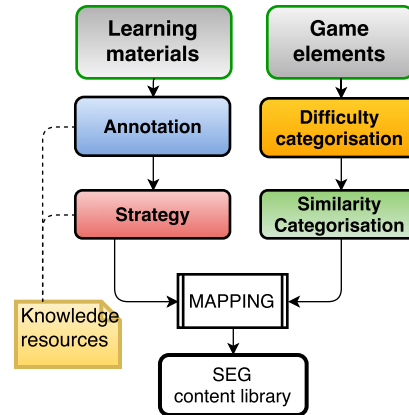 Learning
materials
Game
elements
Annotation
Difficulty
categorisation
Strategy
Similarity
Categorisation
MAPPING
Knowledge
resources
SEG
content library